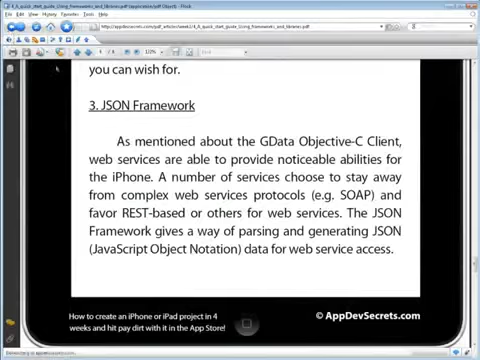 File Edit View History Favorites Tools Help
you can wish for.
3. JSON Framework
As mentioned about the GData Objective-C Client,
web services are able to provide noticeable abilities for
the iPhone. A number of services choose to stay away
from complex web services protocols (e.g. SOAP) and
favor REST-based or others for web services. The JSON
Framework gives a way of parsing and generating JSON
(JavaScript Object Notation) data for web service access.
How to create an iPhone or iPad project in 4
weeks and hit pay dirt with it in the App Store!
© AppDevSecrets.com